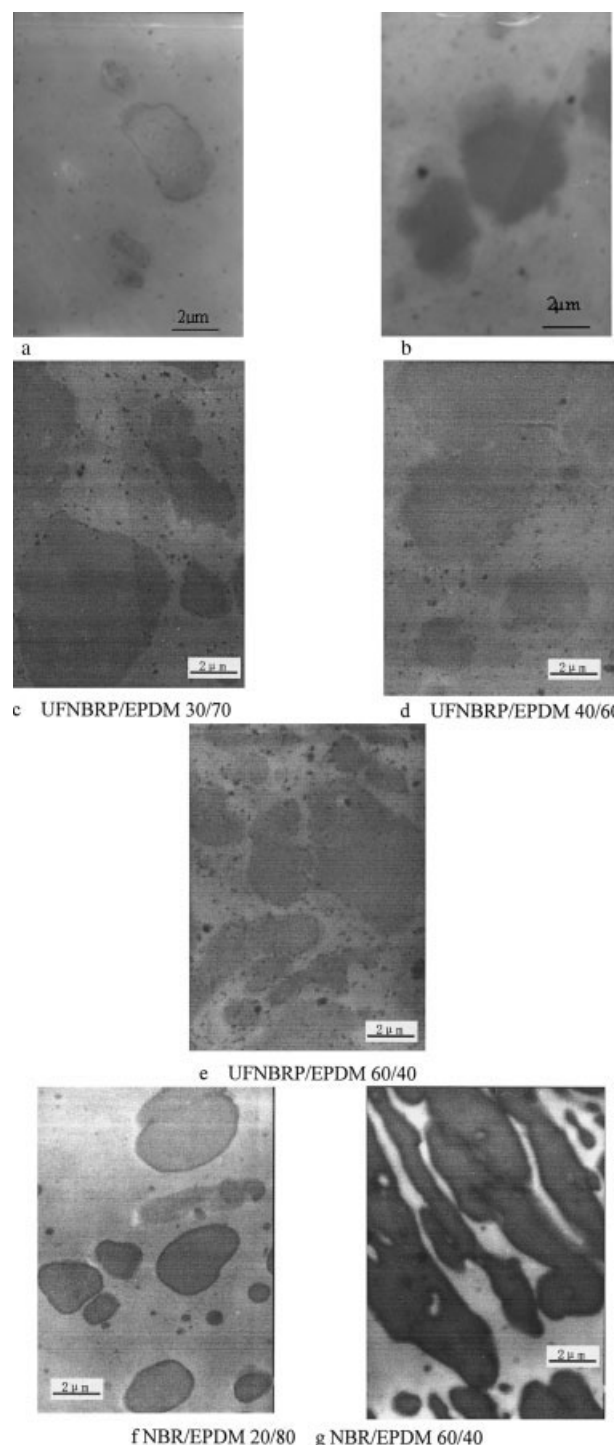 2μm
2μm
a
b
2μm
2μm
c UFNBRP/EPDM 30/70
d UFNBRP/EPDM 40/60
2μm
e UFNBRP/EPDM 60/40
2μm
2μm
f NBR/EPDM 20/80 g NBR/EPDM 60/40